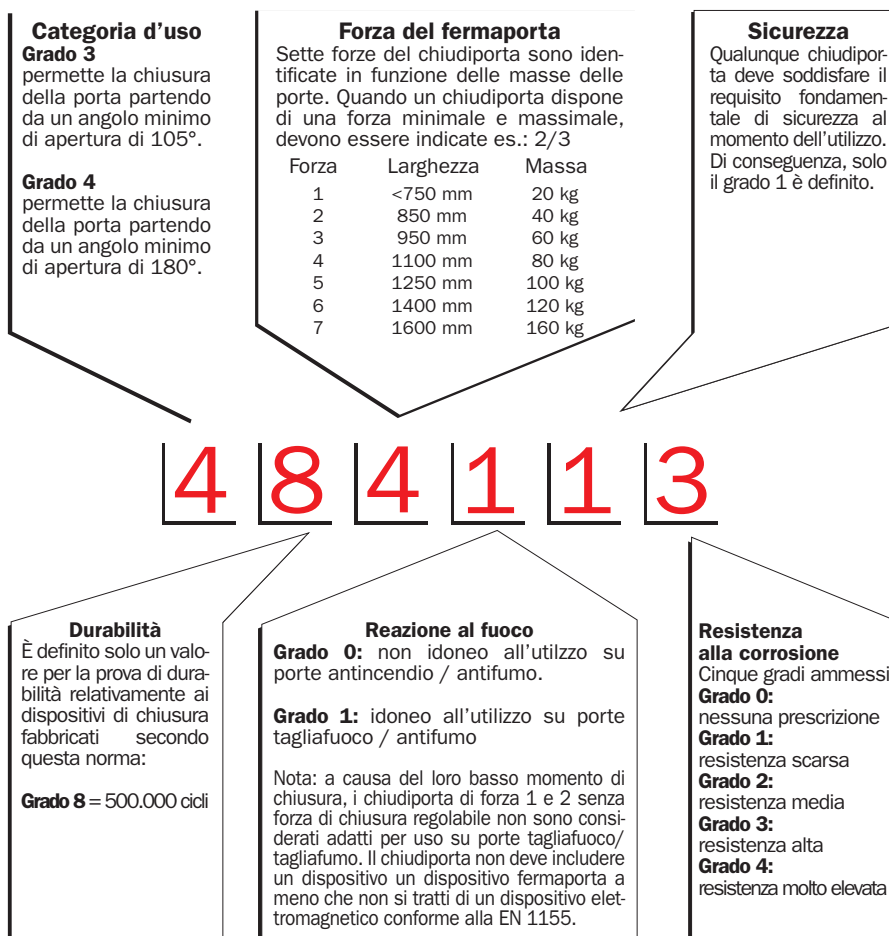 Categoria d'uso
Grado 3
permette la chiusura
della porta partendo
da un angolo minimo
di apertura di 105°.
Grado 4
permette la chiusura
della porta partendo
da un angolo minimo
di apertura di 180°.
Forza del fermaporta
Sette forze del chiudiporta sono iden-
tificate in funzione delle masse delle
porte. Quando un chiudiporta dispone
di una forza minimale e massimale,
devono essere indicate es.: 2/3
Forza Larghezza Massa
1 <750 mm 20 kg
2 850 mm 40 kg
3 950 mm 60 kg
4 1100 mm 80 kg
5 1250 mm 100 kg
6 1400 mm 120 kg
7 1600 mm 160 kg
Sicurezza
Qualunque chiudipor-
ta deve soddisfare il
requisito fondamen-
tale di sicurezza al
momento dell'utilizzo.
Di conseguenza, solo
il grado 1 è definito.
4 8 4 1 1 3
Durabilità
È definito solo un valo-
re per la prova di dura-
bilità relativamente ai
dispositivi di chiusura
fabbricati secondo
questa norma:
Grado 8 = 500.000 cicli
Reazione al fuoco
Grado 0: non idoneo all'utilzzo su
porte antincendio / antifumo.
Grado 1: idoneo all'utilizzo su porte
tagliafuoco / antifumo
Nota: a causa del loro basso momento di
chiusura, i chiudiporta di forza 1 e 2 senza
forza di chiusura regolabile non sono consi-
derati adatti per uso su porte tagliafuoco/
tagliafumo. Il chiudiporta non deve includere
un dispositivo un dispositivo fermaporta a
meno che non si tratti di un dispositivo elet-
tromagnetico conforme alla EN 1155.
Resistenza
alla corrosione
Cinque gradi ammessi
Grado 0:
nessuna prescrizione
Grado 1:
resistenza scarsa
Grado 2:
resistenza media
Grado 3:
resistenza alta
Grado 4:
resistenza molto elevata